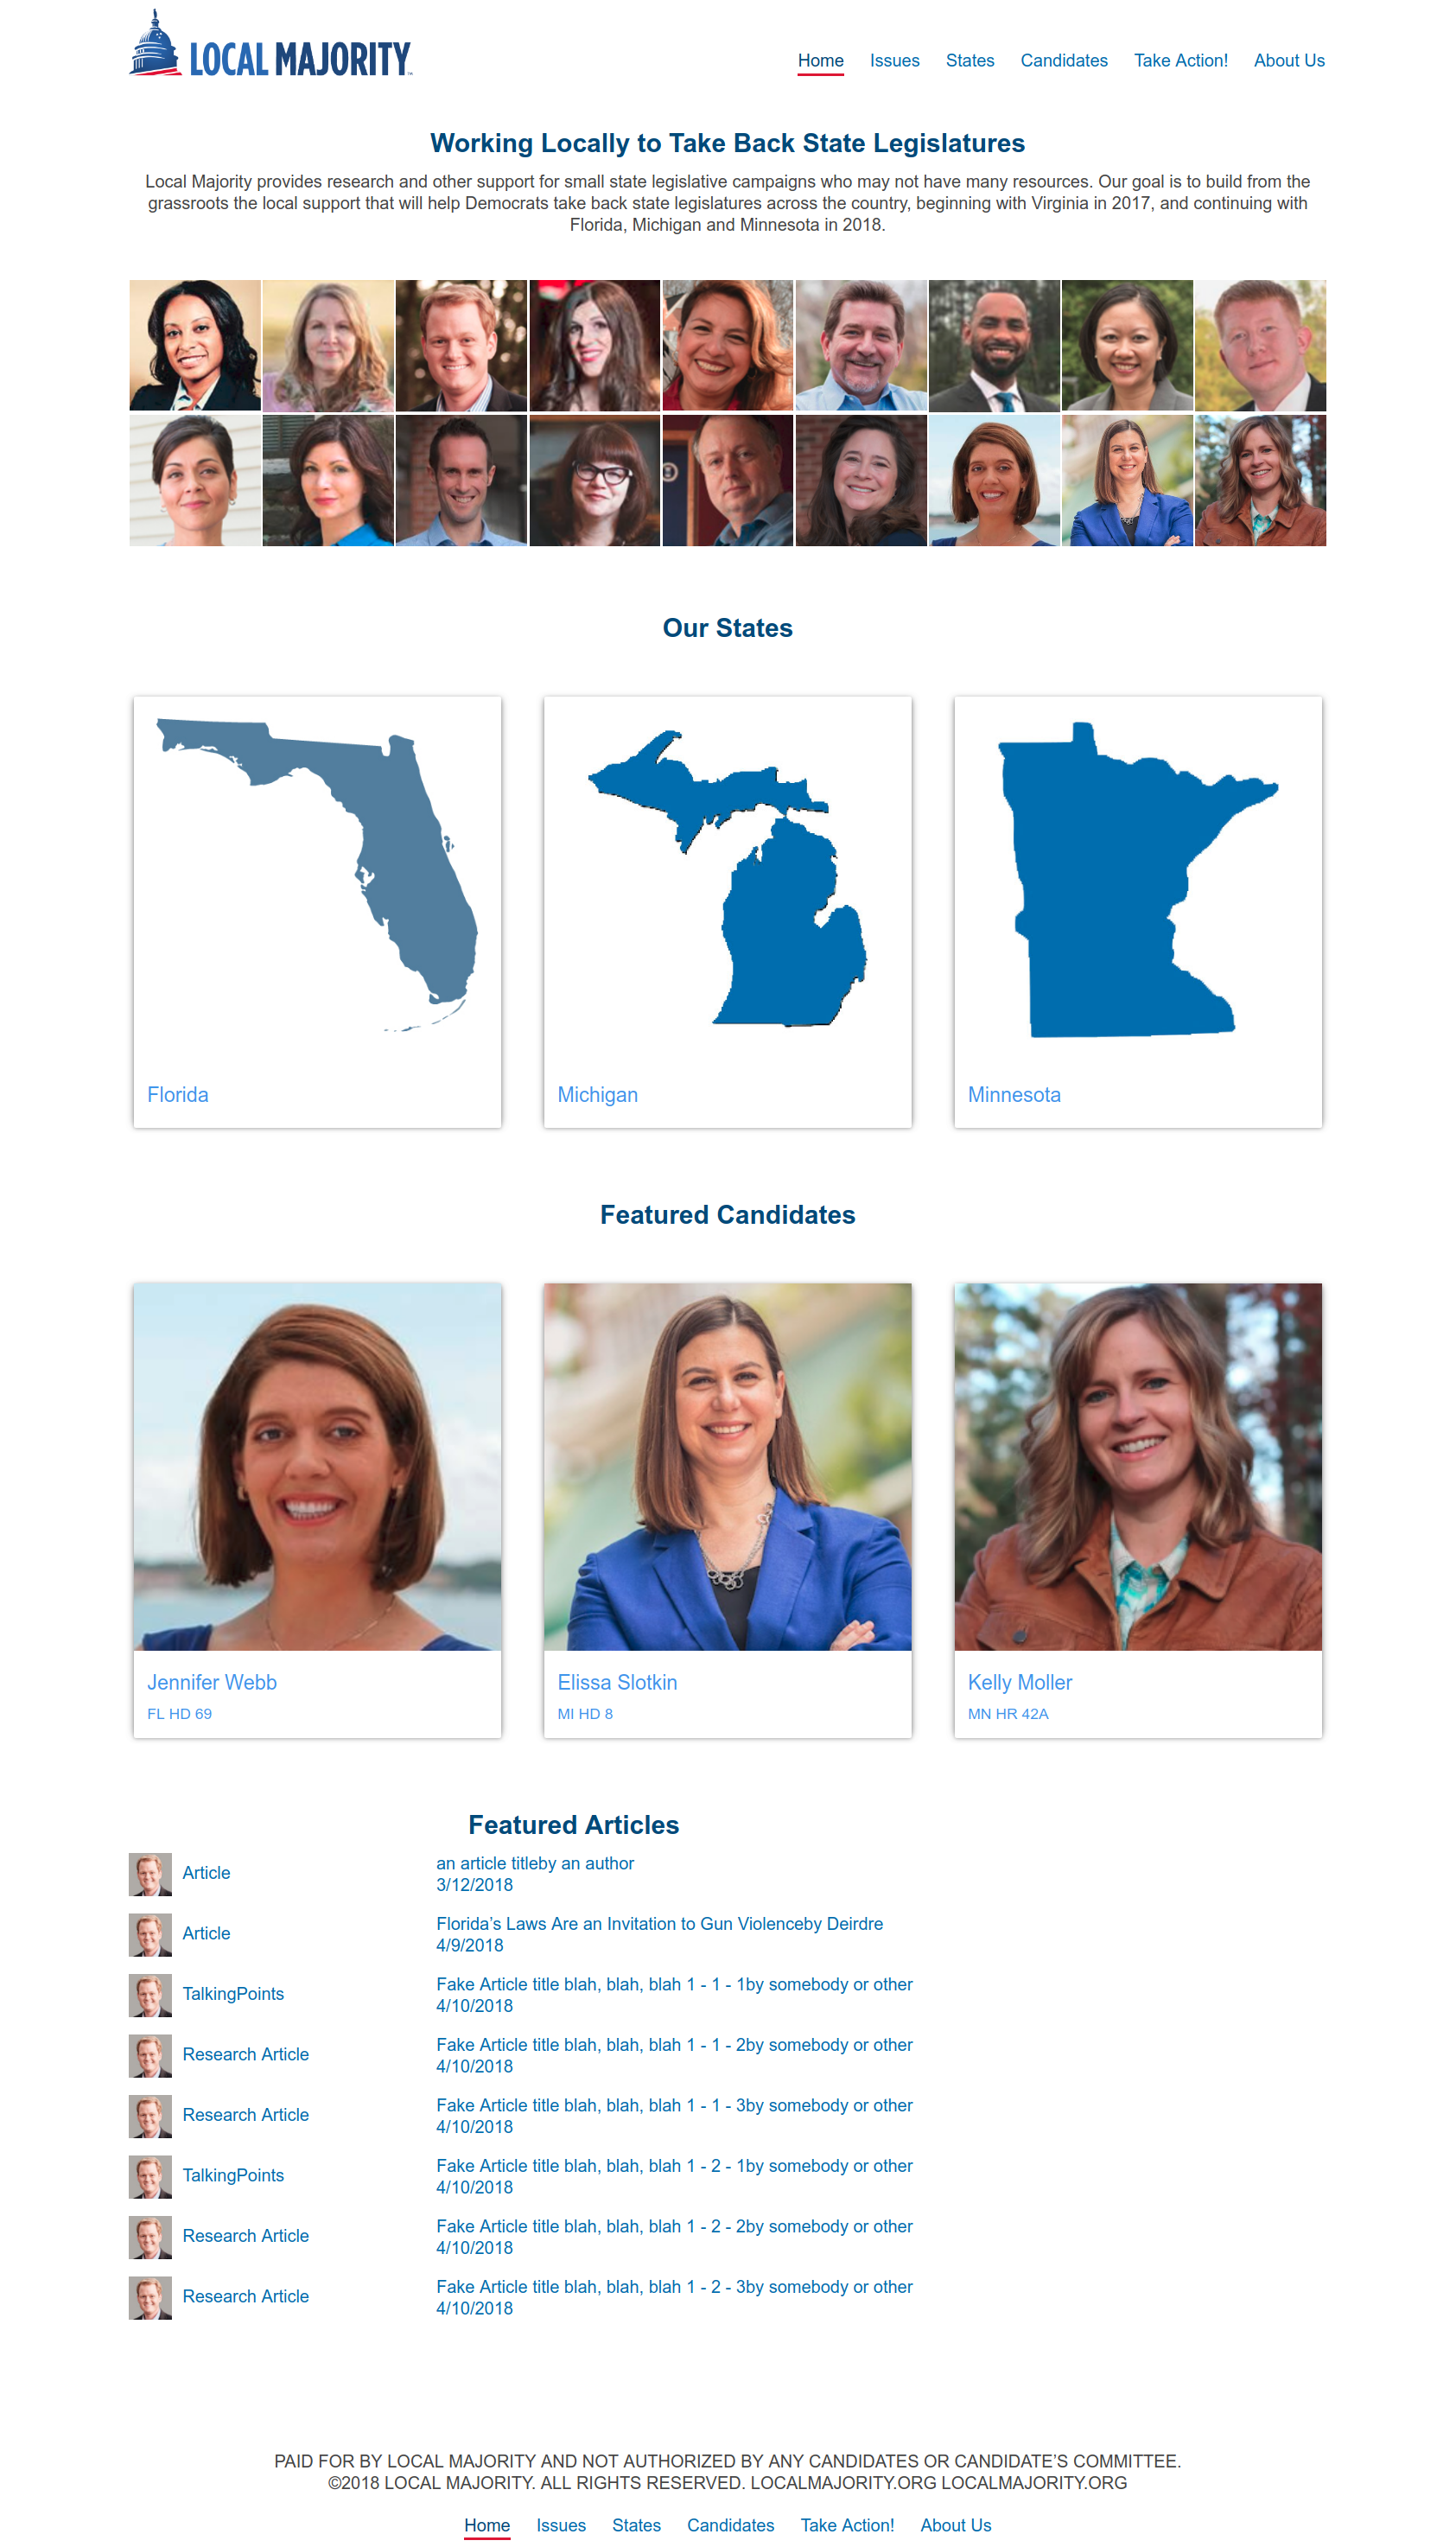 LOCAL MAJORITY™
Home Issues States Candidates Take Action! About Us
Working Locally to Take Back State Legislatures
Local Majority provides research and other support for small state legislative campaigns who may not have many resources. Our goal is to build from the
grassroots the local support that will help Democrats take back state legislatures across the country, beginning with Virginia in 2017, and continuing with
Florida, Michigan and Minnesota in 2018.
Our States
Florida
Michigan
Minnesota
Featured Candidates
Jennifer Webb
FL HD 69
Elissa Slotkin
MI HD 8
Kelly Moller
MN HR 42A
Featured Articles
Article
an article titleby an author
3/12/2018
Article
Florida’s Laws Are an Invitation to Gun Violenceby Deirdre
4/9/2018
TalkingPoints
Fake Article title blah, blah, blah 1 - 1 - 1by somebody or other
4/10/2018
Research Article
Fake Article title blah, blah, blah 1 - 1 - 2by somebody or other
4/10/2018
Research Article
Fake Article title blah, blah, blah 1 - 1 - 3by somebody or other
4/10/2018
TalkingPoints
Fake Article title blah, blah, blah 1 - 2 - 1by somebody or other
4/10/2018
Research Article
Fake Article title blah, blah, blah 1 - 2 - 2by somebody or other
4/10/2018
Research Article
Fake Article title blah, blah, blah 1 - 2 - 3by somebody or other
4/10/2018
PAID FOR BY LOCAL MAJORITY AND NOT AUTHORIZED BY ANY CANDIDATES OR CANDIDATE’S COMMITTEE.
©2018 LOCAL MAJORITY. ALL RIGHTS RESERVED. LOCALMAJORITY.ORG LOCALMAJORITY.ORG
Home Issues States Candidates Take Action! About Us